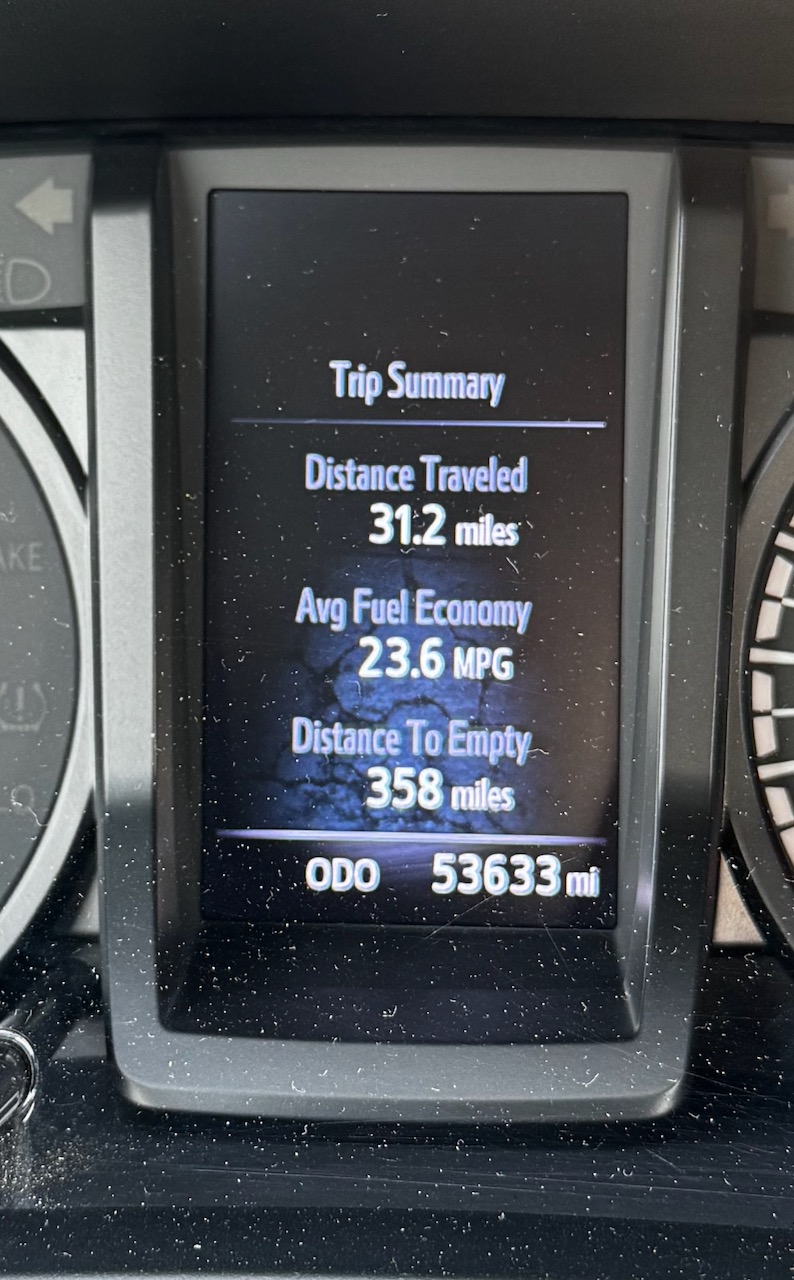 Trip Summary
Distance Traveled
31.2 miles
Avg Fuel Economy
23.6 MPG
Distance To Empty
358 miles
ODO 53633 mi